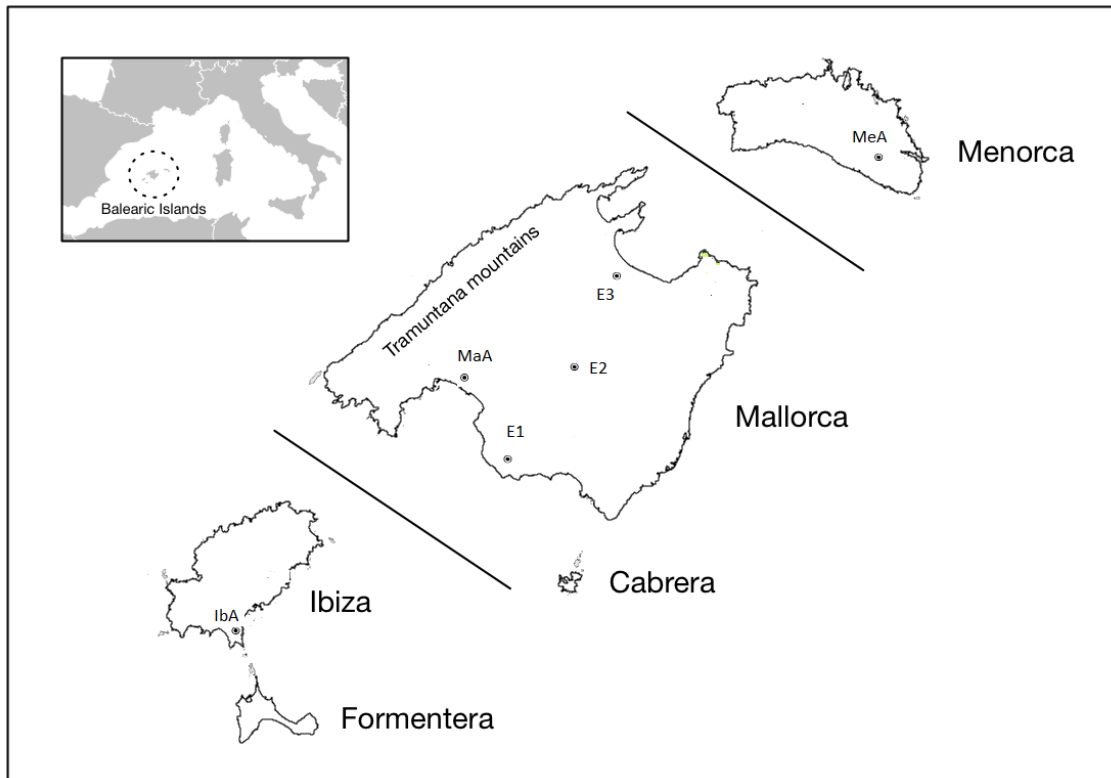 Balearic Islands
MeA
Menorca
Tramuntana mountains
E3
MaA
E2
Mallorca
E1
Cabrera
Ibiza
IbA
Formentera